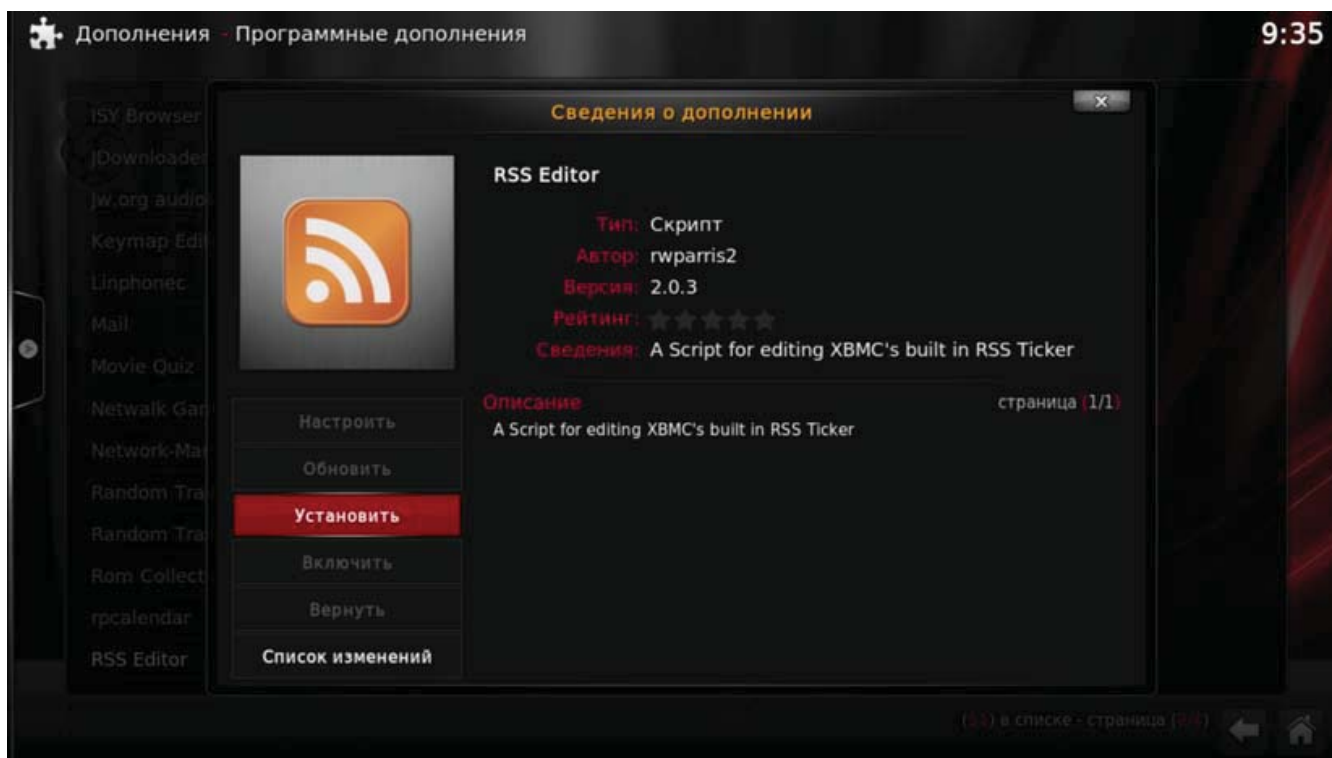 Дополнения - Программные дополнения
9:35
ISY Browser
JDownloader
jw.org audio
Keymap Edi
Linphonec
Mail
Movie Quiz
Netwalk Ga
Network-Ma
Random Tra
Random Tra
Rom Collect
rpcalendar
RSS Editor
Сведения о дополнении
RSS Editor
Тип: Скрипт
Автор: rwparris2
Версия: 2.0.3
Рейтинг:
Сведения: A Script for editing XBMC's built in RSS Ticker
Описание
страница (1/1)
A Script for editing XBMC's built in RSS Ticker
Настроить
Обновить
Установить
Включить
Вернуть
Список изменений
в списке - страница